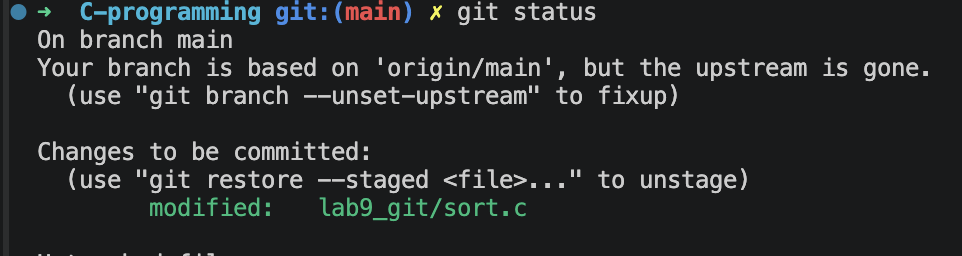 ➜ C-programming git:(main) ✗ git status
On branch main
Your branch is based on 'origin/main', but the upstream is gone.
  (use "git branch --unset-upstream" to fixup)

Changes to be committed:
  (use "git restore --staged <file>..." to unstage)
        modified:   lab9_git/sort.c